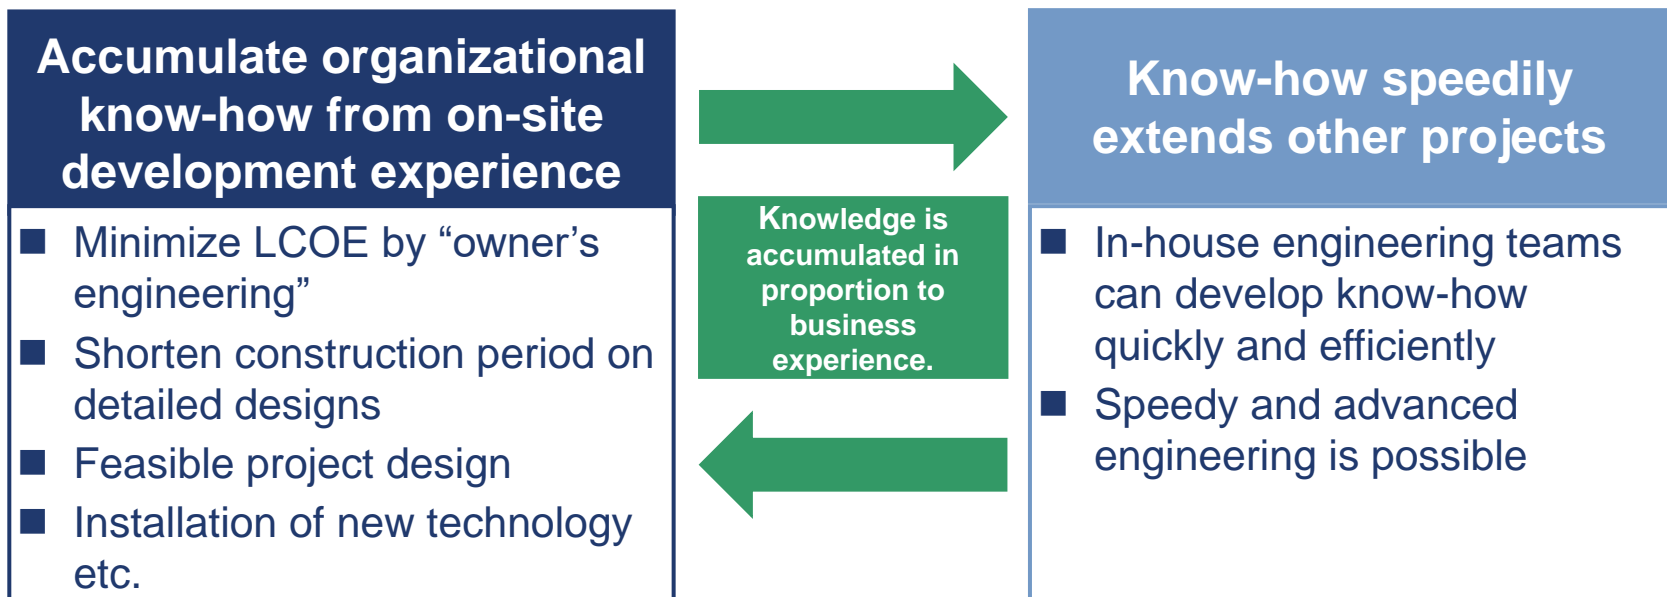 Accumulate organizational
know-how from on-site
development experience
■ Minimize LCOE by “owner’s
engineering”
■ Shorten construction period on
detailed designs
■ Feasible project design
■ Installation of new technology
etc.
Knowledge is
accumulated in
proportion to
business
experience.
Know-how speedily
extends other projects
■ In-house engineering teams
can develop know-how
quickly and efficiently
■ Speedy and advanced
engineering is possible